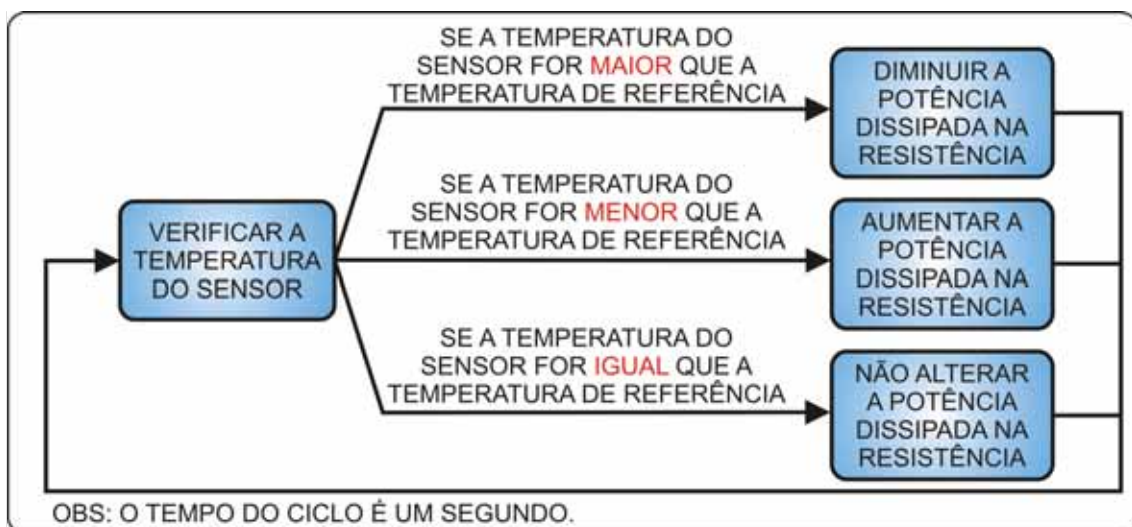 SE A TEMPERATURA DO
SENSOR FOR MAIOR QUE A
TEMPERATURA DE REFERÊNCIA
DIMINUIR A
POTÊNCIA
DISSIPADA NA
RESISTÊNCIA
VERIFICAR A
TEMPERATURA
DO SENSOR
SE A TEMPERATURA DO
SENSOR FOR MENOR QUE A
TEMPERATURA DE REFERÊNCIA
AUMENTAR A
POTÊNCIA
DISSIPADA NA
RESISTÊNCIA
SE A TEMPERATURA DO
SENSOR FOR IGUAL QUE A
TEMPERATURA DE REFERÊNCIA
NÃO ALTERAR
A POTÊNCIA
DISSIPADA NA
RESISTÊNCIA
OBS: O TEMPO DO CICLO É UM SEGUNDO.